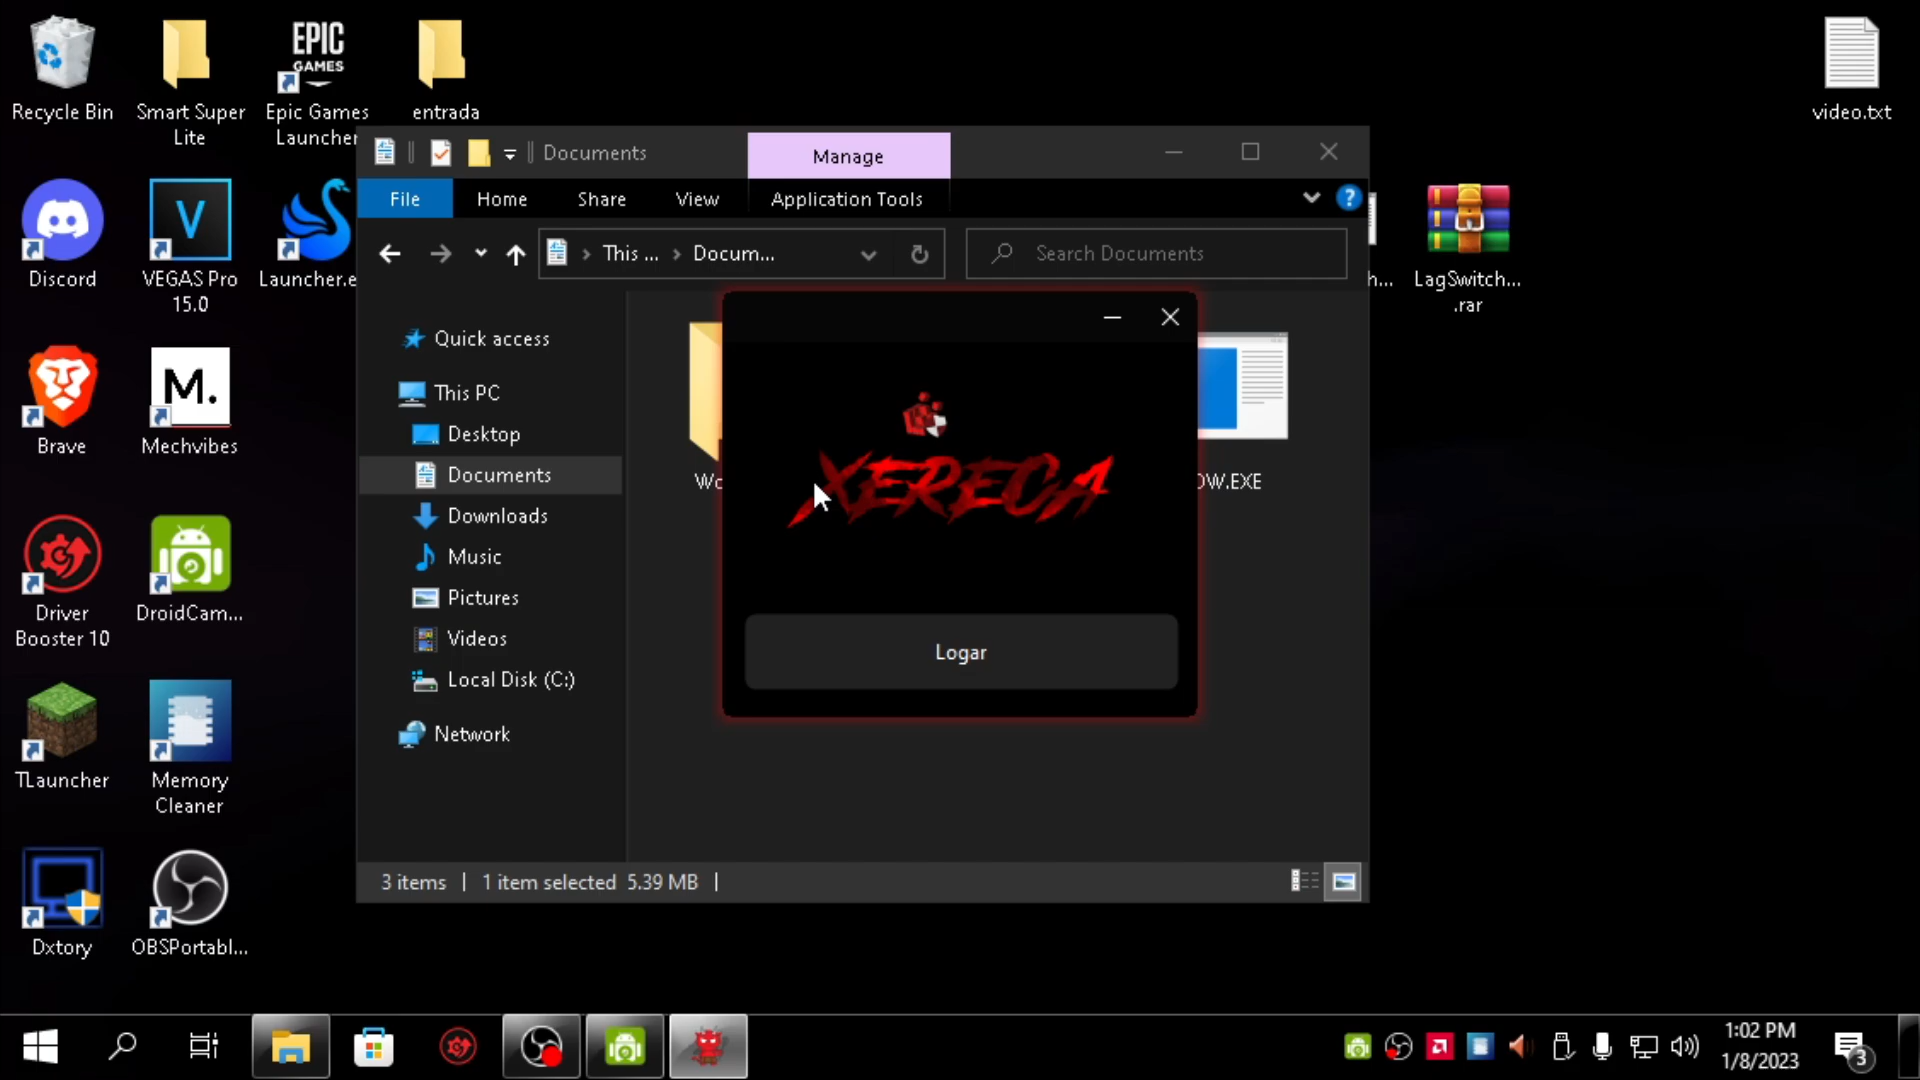 Recycle Bin
Smart Super
Lite
EPIC
GAMES
Epic Games
Launcher
entrada
video.txt
Discord
V
VEGAS Pro
15.0
Launcher.e
LagSwitch...
.rar
h...
Brave
M.
Mechvibes
Driver
Booster 10
DroidCam...
TLauncher
Memory
Cleaner
Dxtory
OBSPortabl...
Documents
Manage
File
Home
Share
View
Application Tools
?
This ...
Docum...
Search Documents
Quick access
This PC
Desktop
Documents
Downloads
Music
Pictures
Videos
Local Disk (C:)
Network
Wo
OW.EXE
XERECA
Logar
3 items
1 item selected 5.39 MB
1:02 PM
1/8/2023
3